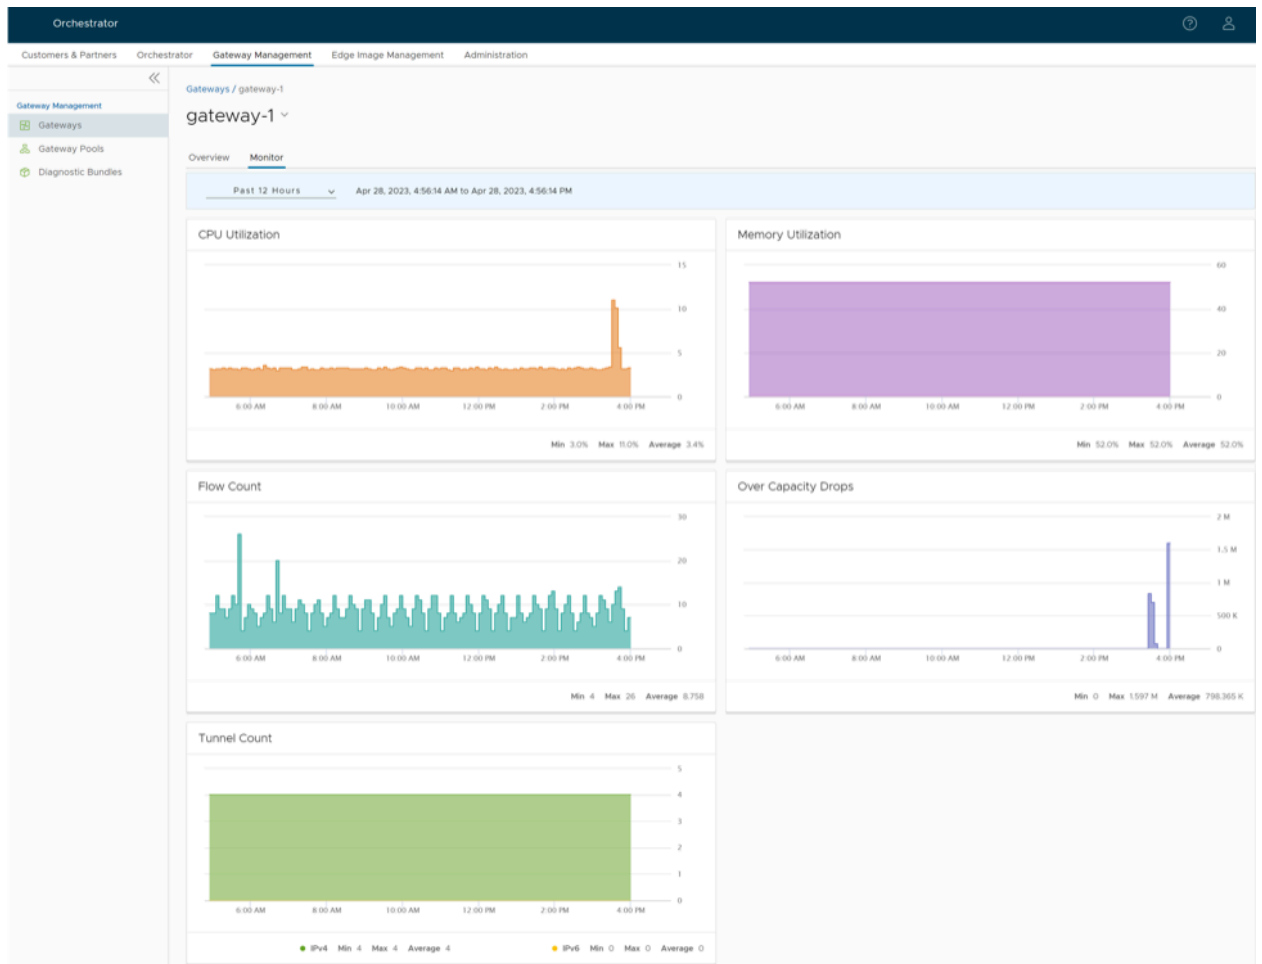 Orchestrator
Customers & Partners Orchestrator Gateway Management Edge Image Management Administration
Gateways / gateway-1
Gateway Management
gateway-1
Gateways
Gateway Pools
Diagnostic Bundles
Overview Monitor
Past 12 Hours Apr 28, 2023, 4:56:14 AM to Apr 28, 2023, 4:56:14 PM
CPU Utilization
15
10
5
0
6:00 AM 8:00 AM 10:00 AM 12:00 PM 2:00 PM 4:00 PM
Min 3.0% Max 11.0% Average 3.4%
Memory Utilization
60
40
20
0
6:00 AM 8:00 AM 10:00 AM 12:00 PM 2:00 PM 4:00 PM
Min 52.0% Max 52.0% Average 52.0%
Flow Count
30
20
10
0
6:00 AM 8:00 AM 10:00 AM 12:00 PM 2:00 PM 4:00 PM
Min 4 Max 26 Average 8.758
Over Capacity Drops
2 M
1.5 M
1 M
500 K
0
6:00 AM 8:00 AM 10:00 AM 12:00 PM 2:00 PM 4:00 PM
Min 0 Max 1.597 M Average 798.365 K
Tunnel Count
5
4
3
2
1
0
6:00 AM 8:00 AM 10:00 AM 12:00 PM 2:00 PM 4:00 PM
IPv4 Min 4 Max 4 Average 4 IPv6 Min 0 Max 0 Average 0